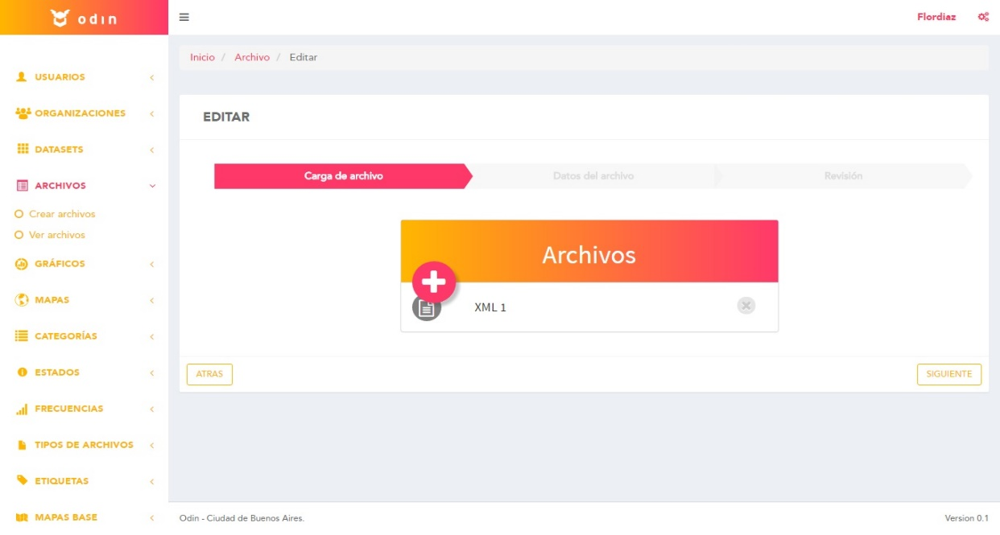 odin
Flordiaz
Inicio / Archivo / Editar
USUARIOS
ORGANIZACIONES
DATASETS
ARCHIVOS
Crear archivos
Ver archivos
GRÁFICOS
MAPAS
CATEGORÍAS
ESTADOS
FRECUENCIAS
TIPOS DE ARCHIVOS
ETIQUETAS
MAPAS BASE
EDITAR
Carga de archivo
Datos del archivo
Revisión
Archivos
XML 1
ATRAS
SIGUIENTE
Odin - Ciudad de Buenos Aires.
Version 0.1